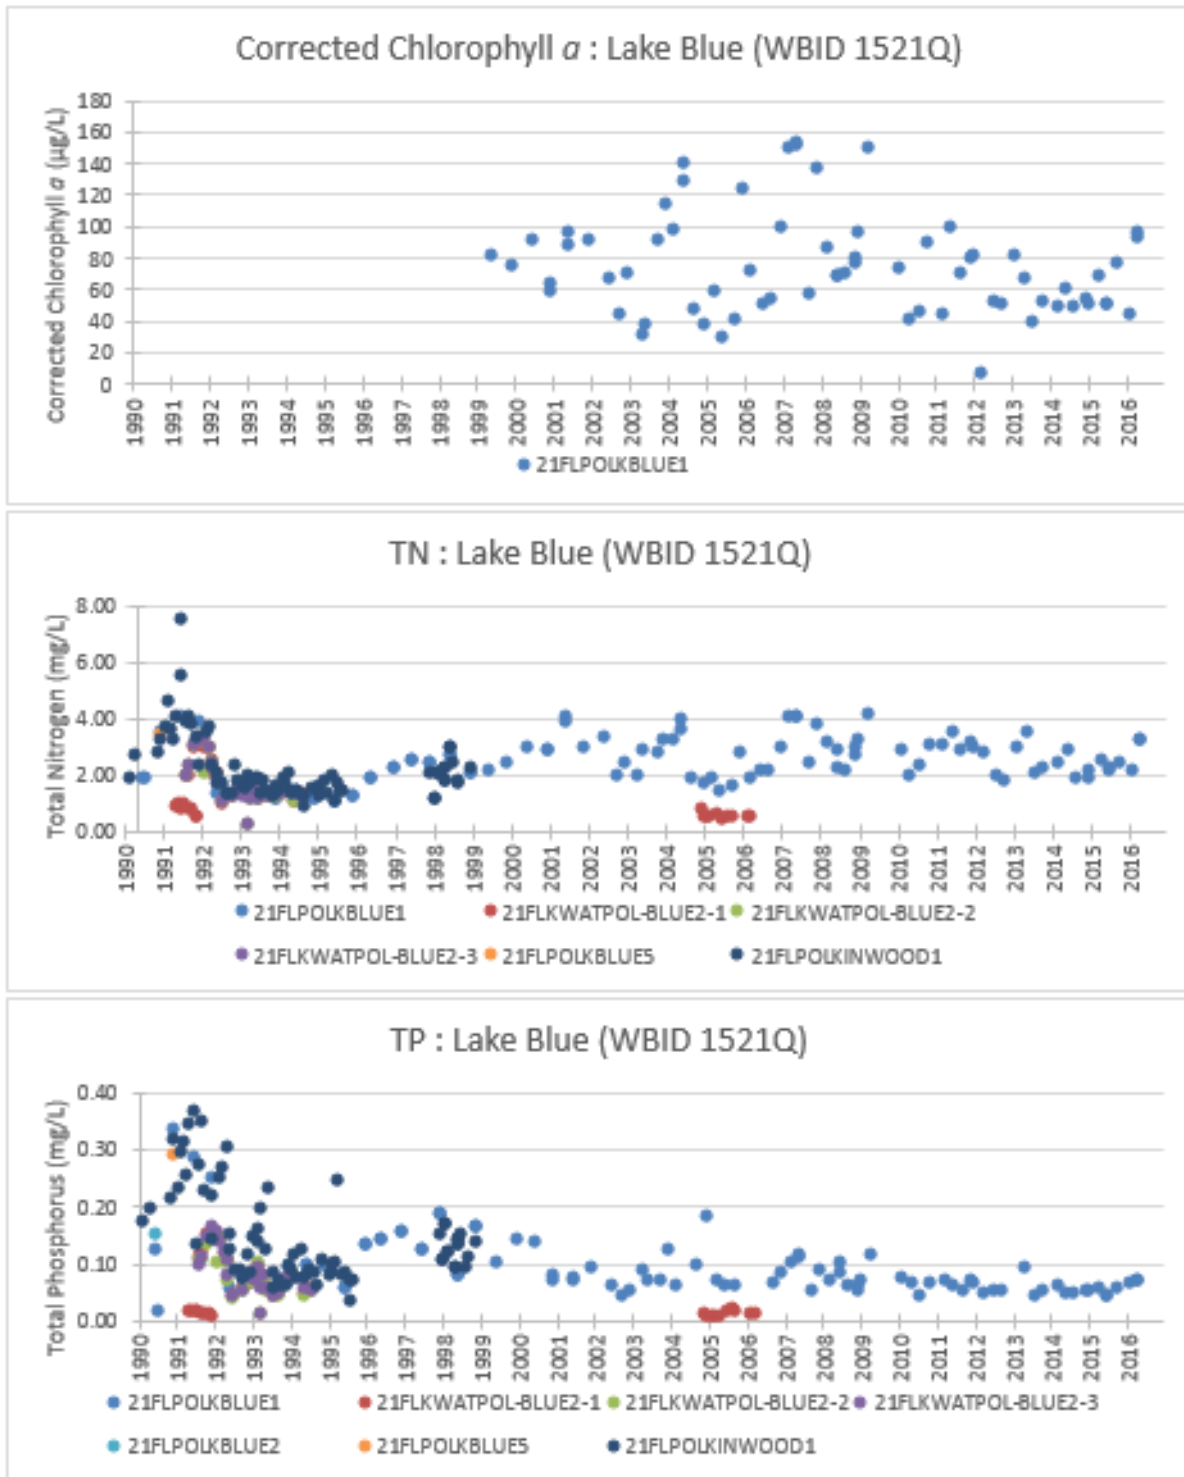 Corrected Chlorophyll a : Lake Blue (WBID 1521Q)
Corrected Chlorophyll a (µg/L)
180
160
140
120
100
80
60
40
20
0
1990 1991 1992 1993 1994 1995 1996 1997 1998 1999 2000 2001 2002 2003 2004 2005 2006 2007 2008 2009 2010 2011 2012 2013 2014 2015 2016
21FLPOLKBLUE1
TN : Lake Blue (WBID 1521Q)
Total Nitrogen (mg/L)
8.00
6.00
4.00
2.00
0.00
1990 1991 1992 1993 1994 1995 1996 1997 1998 1999 2000 2001 2002 2003 2004 2005 2006 2007 2008 2009 2010 2011 2012 2013 2014 2015 2016
21FLPOLKBLUE1 21FLKWATPOL-BLUE2-1 21FLKWATPOL-BLUE2-2
21FLKWATPOL-BLUE2-3 21FLPOLKBLUE5 21FLPOLKINWOOD1
TP : Lake Blue (WBID 1521Q)
Total Phosphorus (mg/L)
0.40
0.30
0.20
0.10
0.00
1990 1991 1992 1993 1994 1995 1996 1997 1998 1999 2000 2001 2002 2003 2004 2005 2006 2007 2008 2009 2010 2011 2012 2013 2014 2015 2016
21FLPOLKBLUE1 21FLKWATPOL-BLUE2-1 21FLKWATPOL-BLUE2-2 21FLKWATPOL-BLUE2-3
21FLPOLKBLUE2 21FLPOLKBLUE5 21FLPOLKINWOOD1